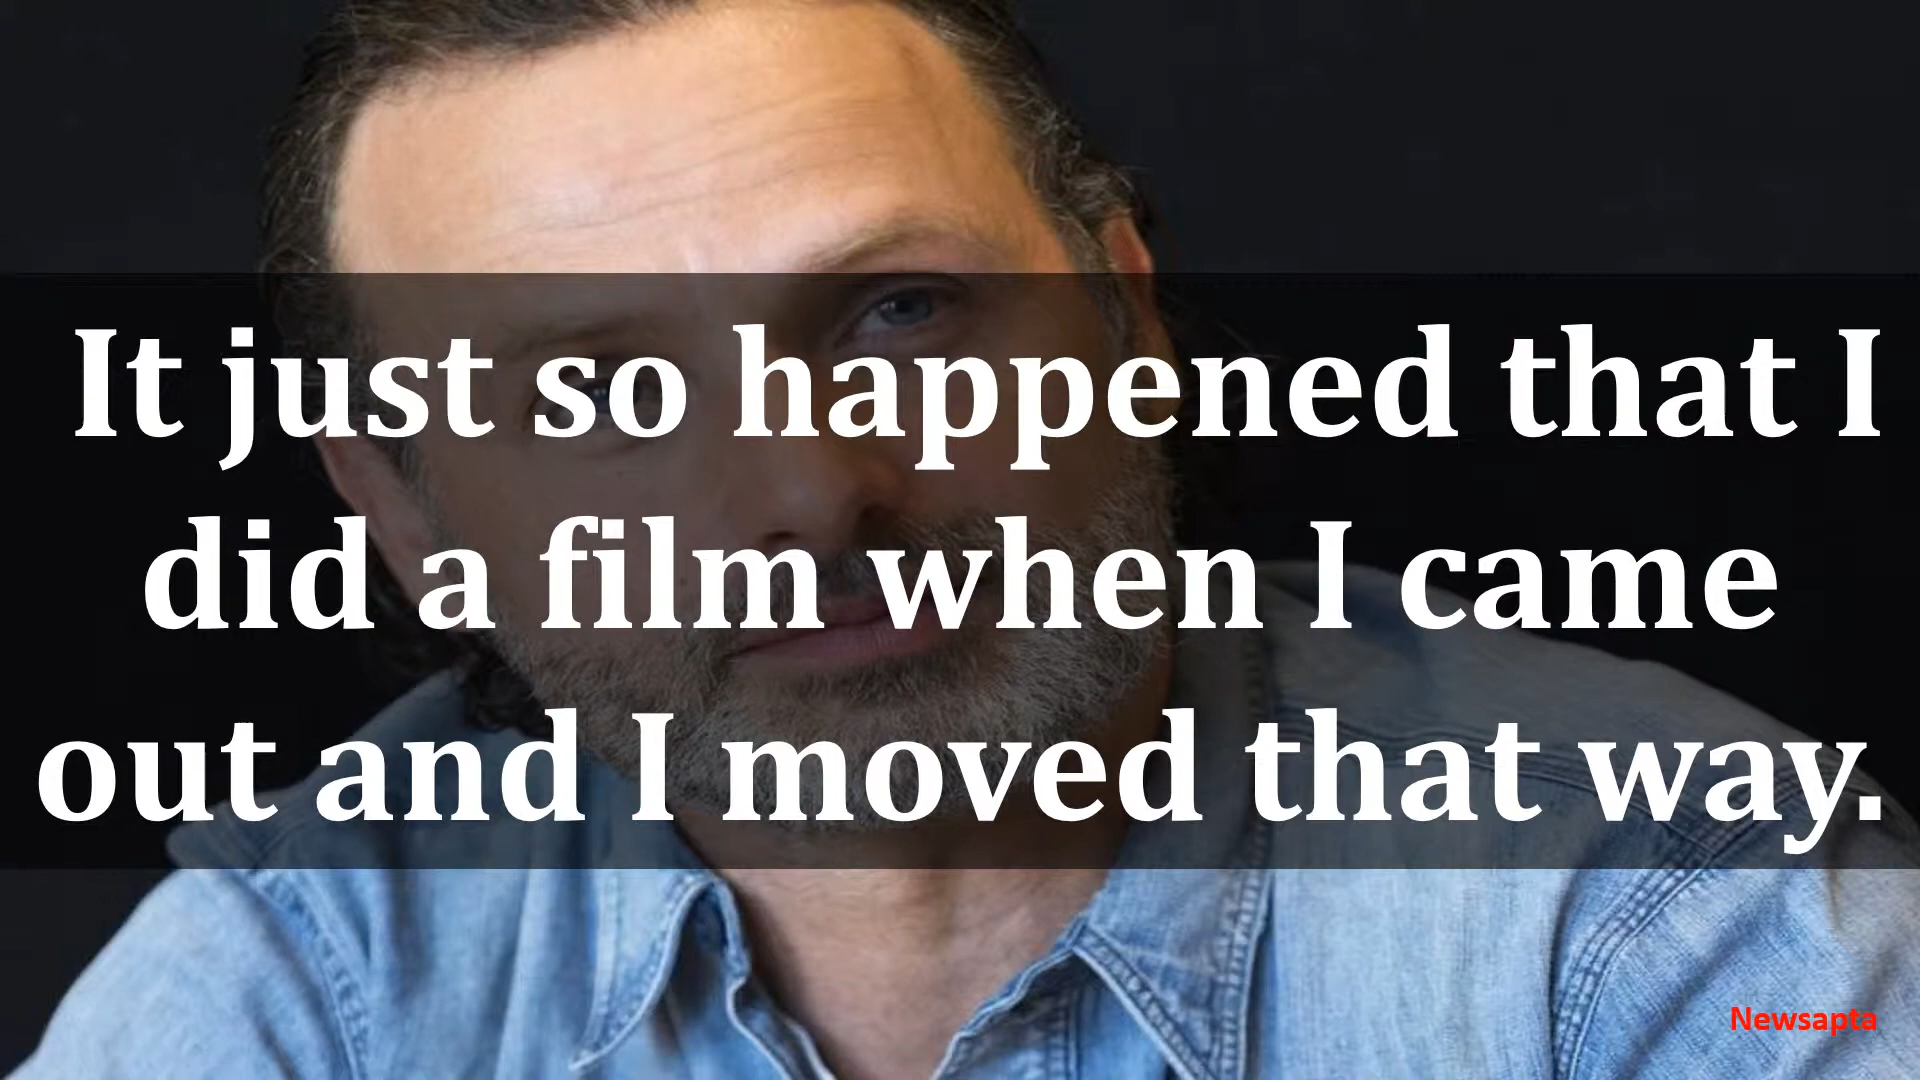 It just so happened that I
did a film when I came
out and I moved that way.
Newsapta